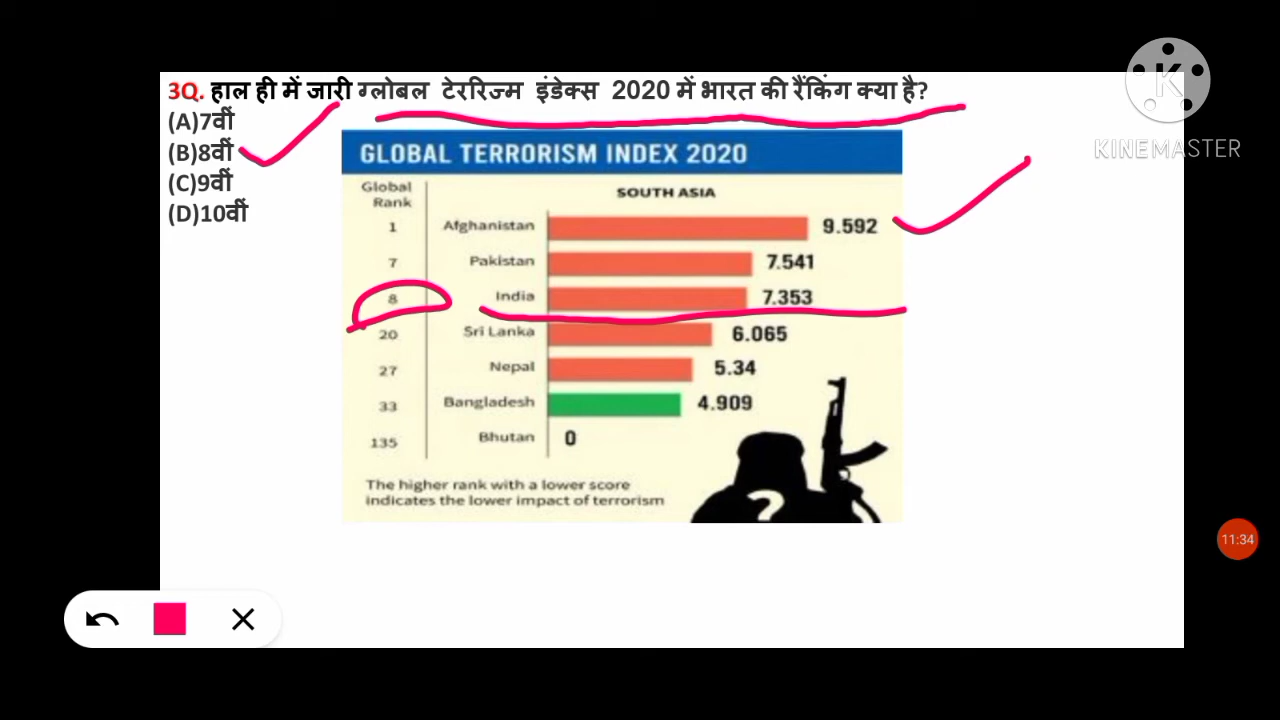 3Q. हाल ही में जारी ग्लोबल टेररिज्म इंडेक्स 2020 में भारत की रैंकिंग क्या है?
(A)7वीं
(B)8वीं
(C)9वीं
(D)10वीं
GLOBAL TERRORISM INDEX 2020
Global
Rank
SOUTH ASIA
1 Afghanistan 9.592
7 Pakistan 7.541
8 India 7.353
20 Sri Lanka 6.065
27 Nepal 5.34
33 Bangladesh 4.909
135 Bhutan 0
The higher rank with a lower score
indicates the lower impact of terrorism
?
K
KINEMASTER
11:34